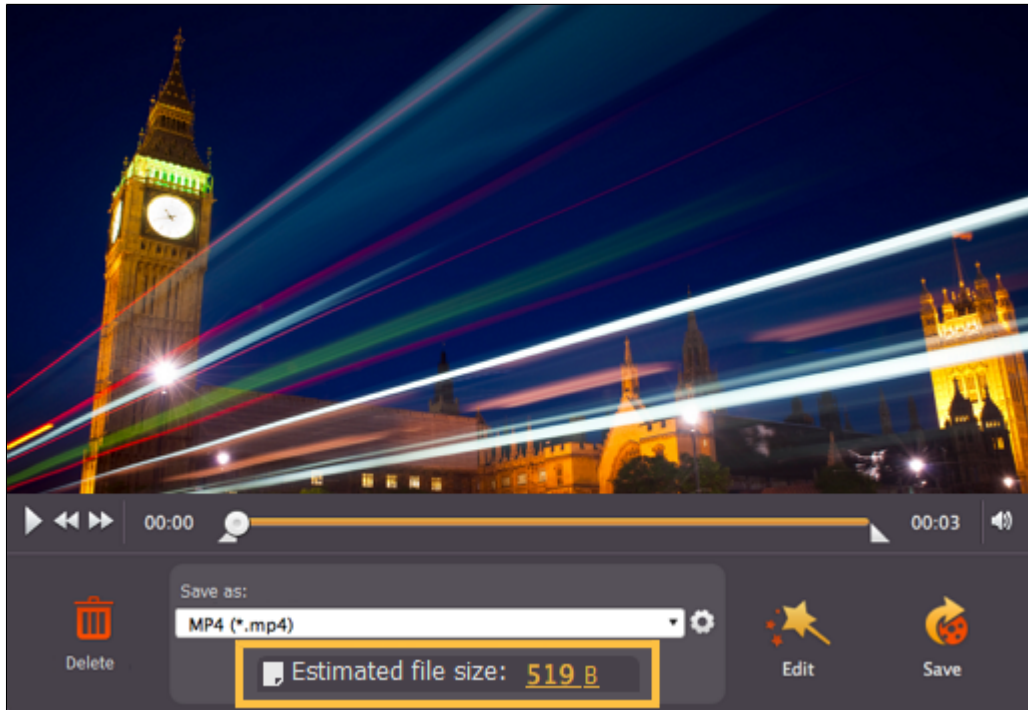 00:00
00:03
Save as:
MP4 (*.mp4)
Delete
Estimated file size: 519 B
Edit
Save